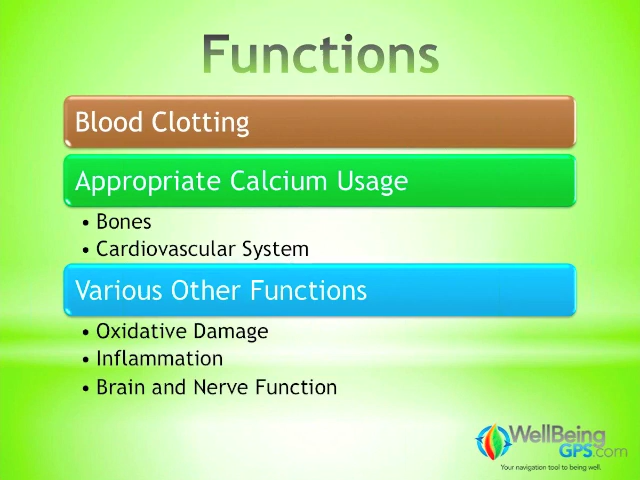 Functions
Blood Clotting
Appropriate Calcium Usage
• Bones
• Cardiovascular System
Various Other Functions
• Oxidative Damage
• Inflammation
• Brain and Nerve Function
WellBeing
GPS.com
Your navigation tool to being well.